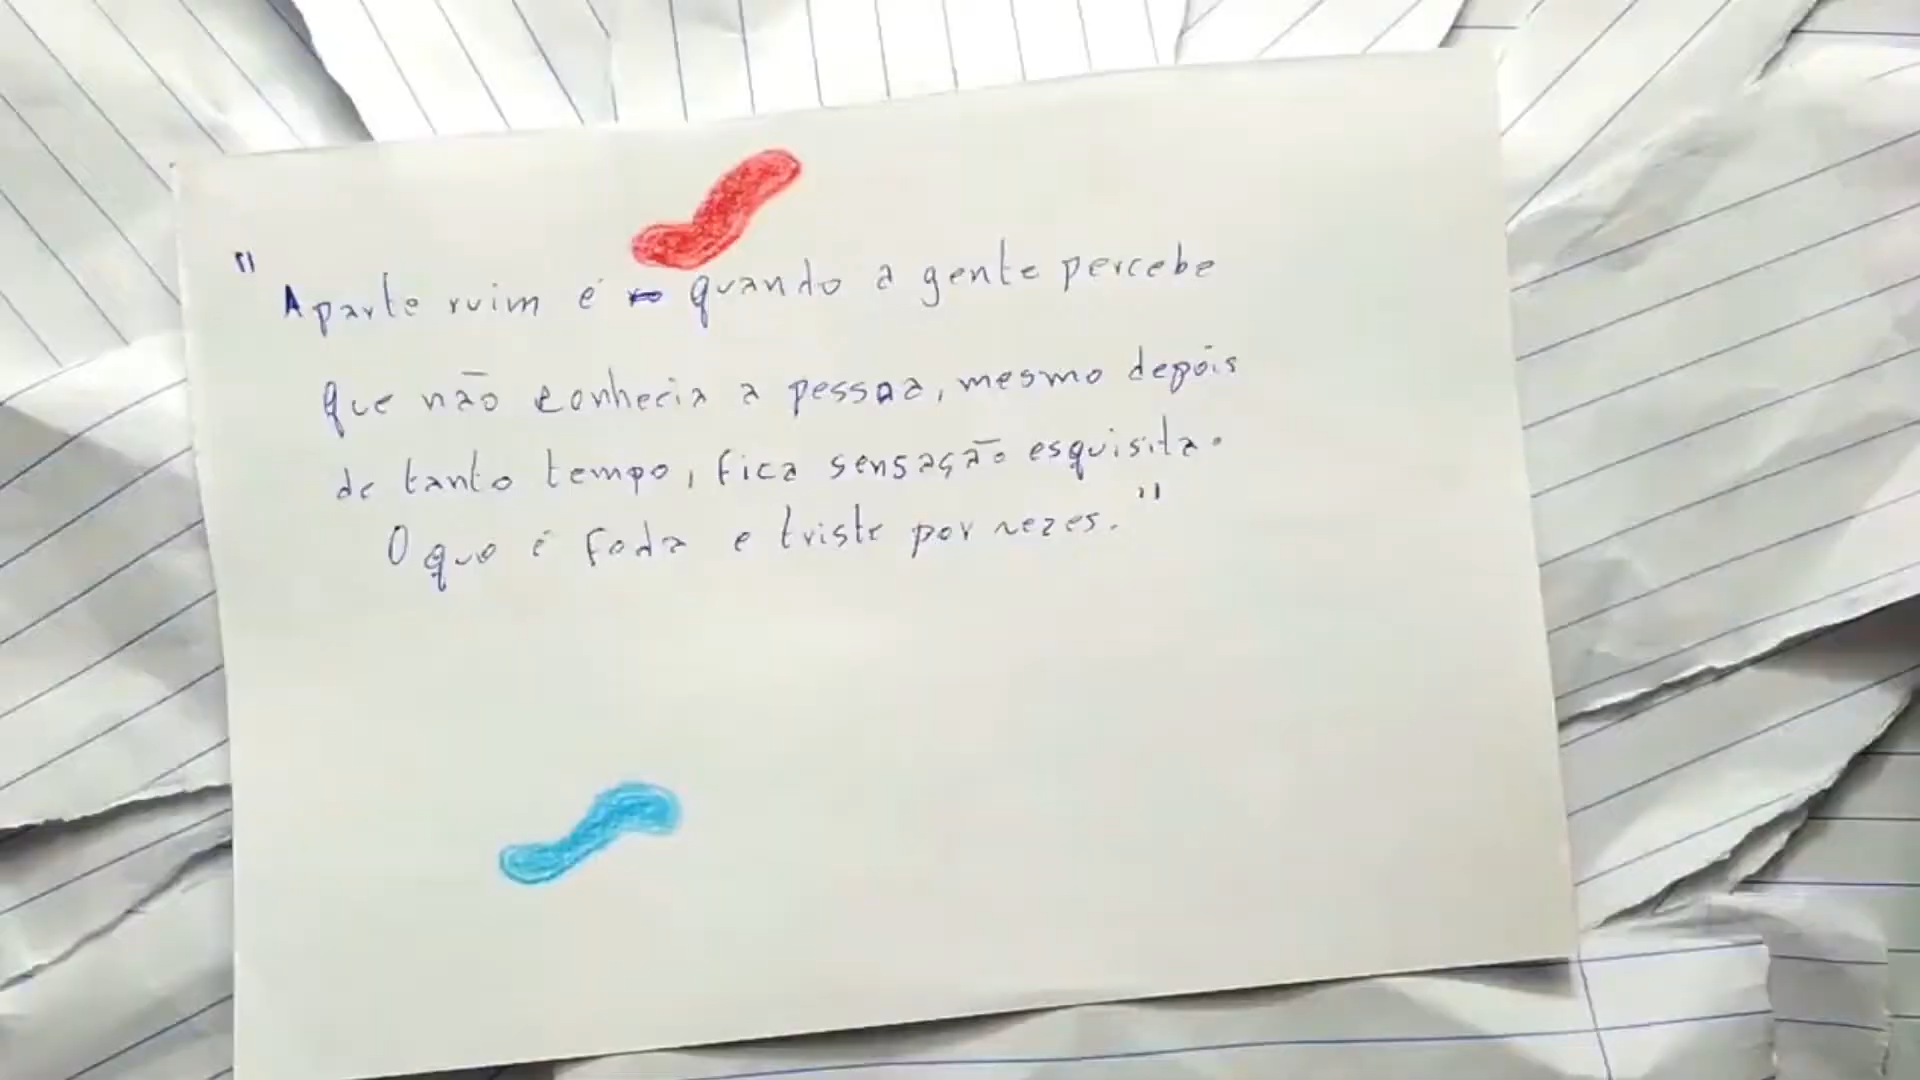 "A parte ruim é quando a gente percebe
que não conhecia a pessoa, mesmo depois
de tanto tempo, fica sensação esquisita.
O que é foda e triste por vezes."